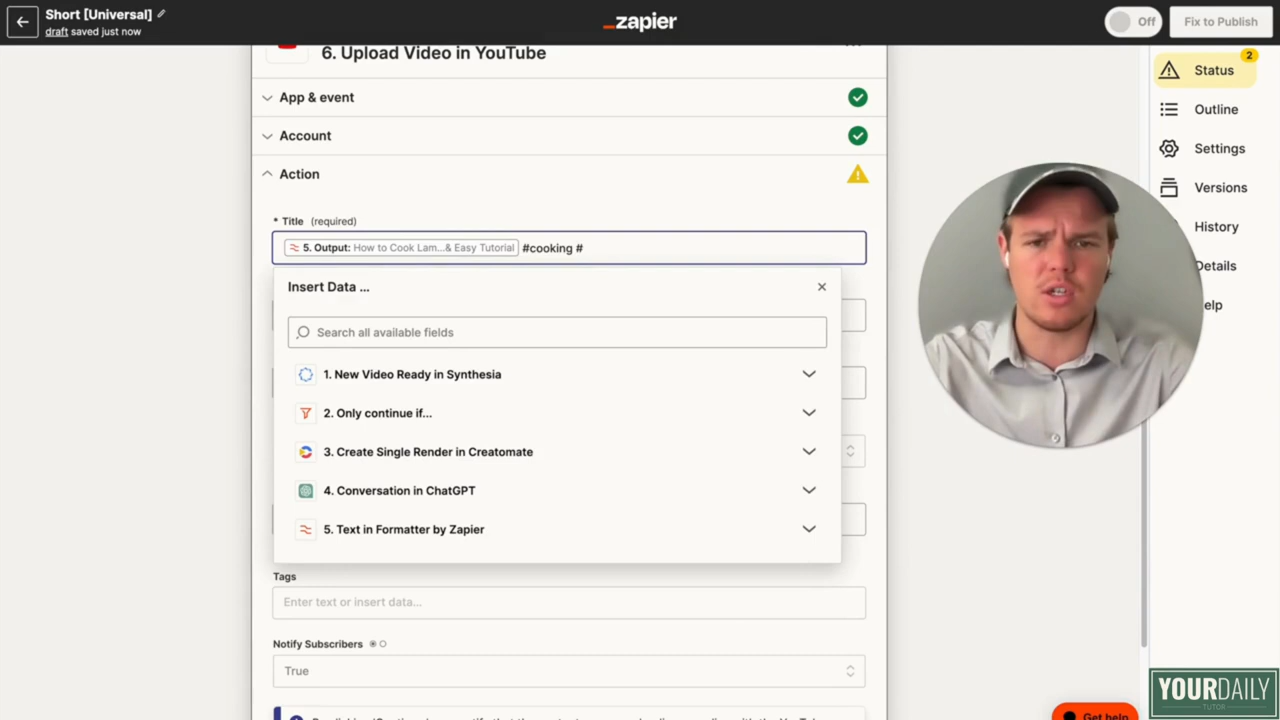 Short [Universal]
draft saved just now
zapier
Off
Fix to Publish
6. Upload Video in YouTube
2
Status
App & event
Outline
Account
Settings
Action
Versions
* Title (required)
History
5. Output: How to Cook Lam...& Easy Tutorial #cooking #
Details
Insert Data ...
Search all available fields
1. New Video Ready in Synthesia
2. Only continue if...
3. Create Single Render in Creatomate
4. Conversation in ChatGPT
5. Text in Formatter by Zapier
Tags
Enter text or insert data...
Notify Subscribers
True
YOURDAILY
TUTOR
Get help